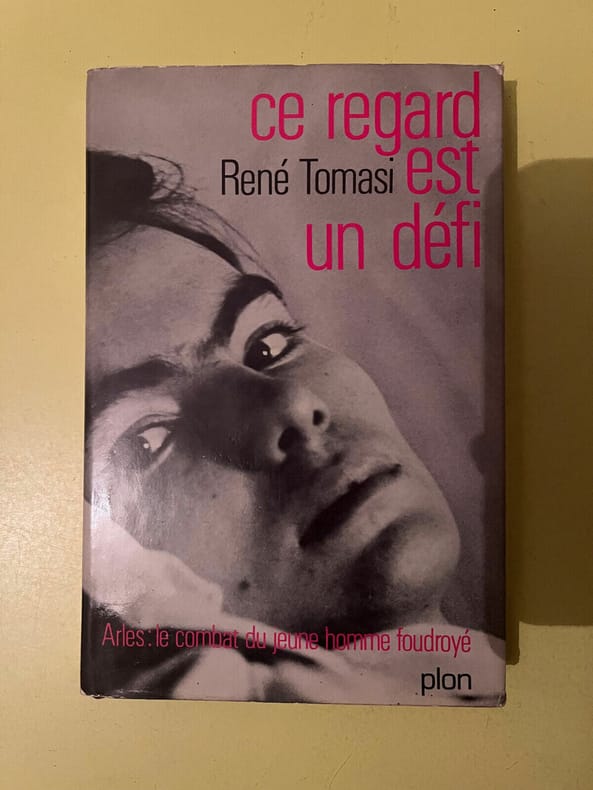 ce regard
René Tomasi est
un défi
Arles: le combat du jeune homme foudroyé
plon